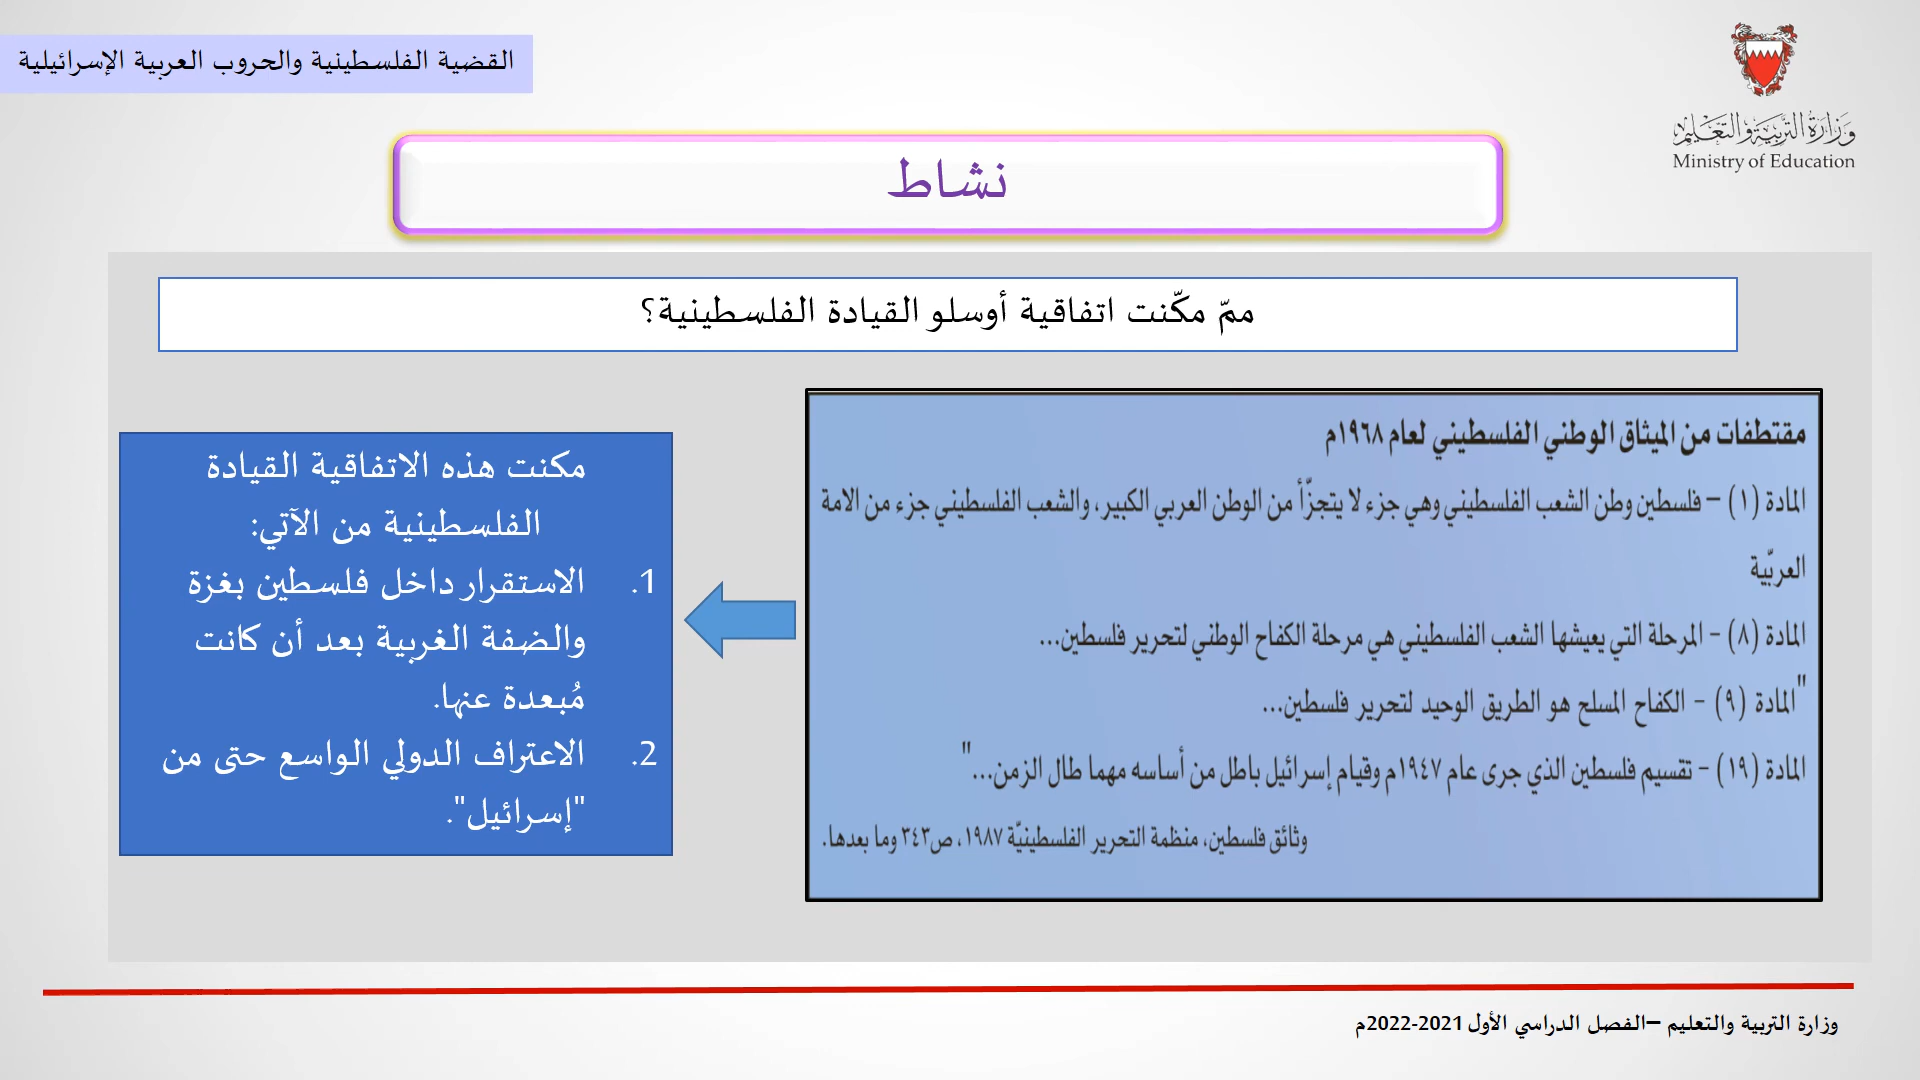 القضية الفلسطينية والحروب العربية الإسرائيلية
وزارة التربية والتعليم
Ministry of Education
نشاط
ممّ مكّنت اتفاقية أوسلو القيادة الفلسطينية؟
مقتطفات من الميثاق الوطني الفلسطيني لعام ١٩٦٨م
المادة (١) – فلسطين وطن الشعب الفلسطيني وهي جزء لا يتجزّأ من الوطن العربي الكبير، والشعب الفلسطيني جزء من الامة
العربّية
المادة (٨) - المرحلة التي يعيشها الشعب الفلسطيني هي مرحلة الكفاح الوطني لتحرير فلسطين...
"المادة (٩) - الكفاح المسلح هو الطريق الوحيد لتحرير فلسطين...
المادة (١٩) - تقسيم فلسطين الذي جرى عام ١٩٤٧م وقيام إسرائيل باطل من أساسه مهما طال الزمن..."
وثائق فلسطين، منظمة التحرير الفلسطينيّة ١٩٨٧، ص٣٤٣ وما بعدها.
مكنت هذه الاتفاقية القيادة
الفلسطينية من الآتي:
1. الاستقرار داخل فلسطين بغزة
والضفة الغربية بعد أن كانت
مُبعدة عنها.
2. الاعتراف الدولي الواسع حتى من
"إسرائيل".
وزارة التربية والتعليم –الفصل الدراسي الأول 2021-2022م